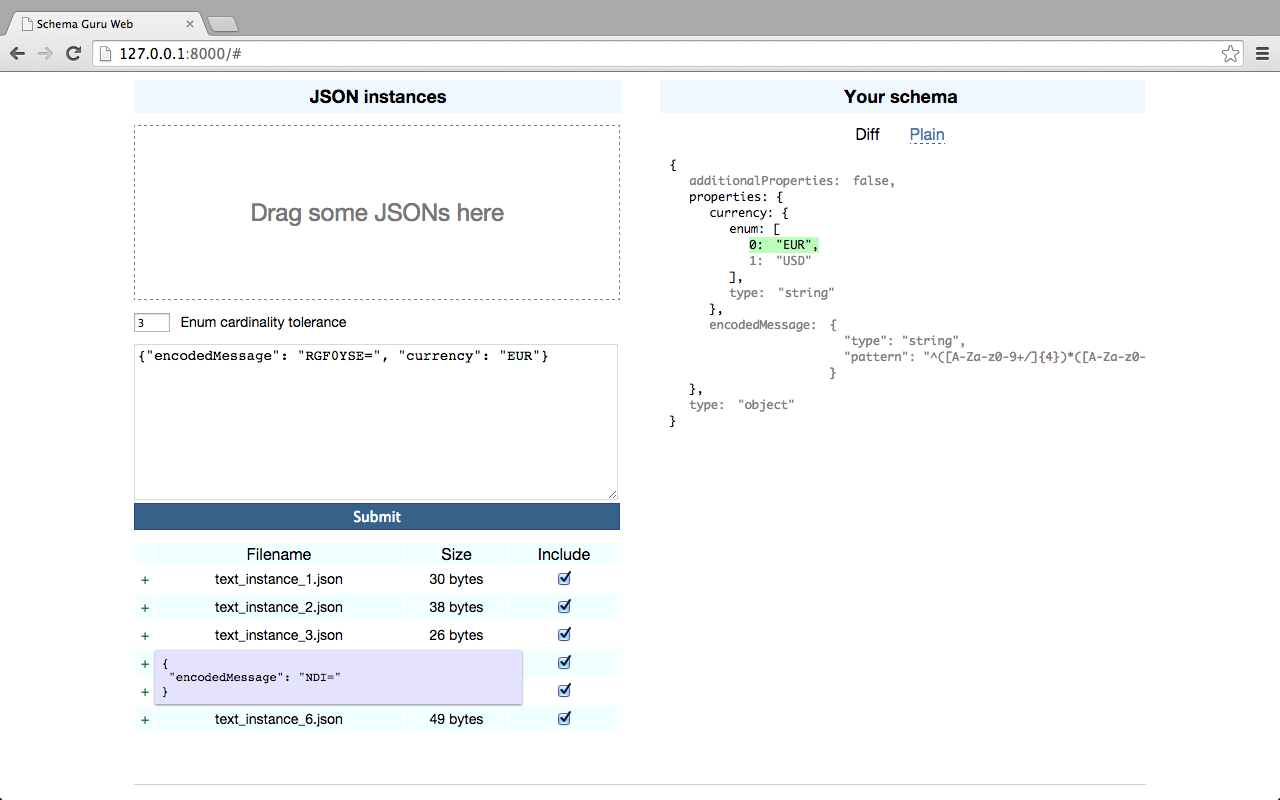 Schema Guru Web
127.0.0.1:8000/#
JSON instances
Drag some JSONs here
3 Enum cardinality tolerance
{"encodedMessage": "RGF0YSE=", "currency": "EUR"}
Submit
Filename Size Include
+ text_instance_1.json 30 bytes
+ text_instance_2.json 38 bytes
+ text_instance_3.json 26 bytes
+ {
"encodedMessage": "NDI="
+ }
+ text_instance_6.json 49 bytes
Your schema
Diff Plain
{
additionalProperties: false,
properties: {
currency: {
enum: [
0: "EUR",
1: "USD"
],
type: "string"
},
encodedMessage: {
"type": "string",
"pattern": "^([A-Za-z0-9+/]{4})*([A-Za-z0-
}
},
type: "object"
}